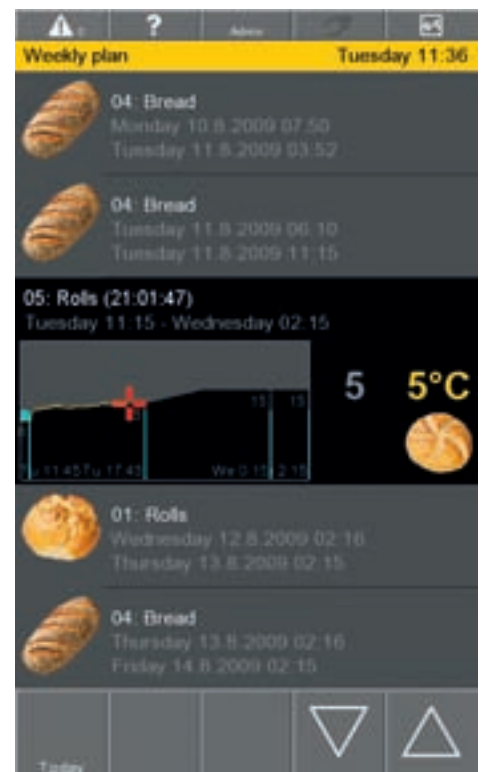 ?
Admin
Weekly plan Tuesday 11:36
04: Bread
Monday 10.8.2009 07:50
Tuesday 11.8.2009 03:52
04: Bread
Tuesday 11.8.2009 06:10
Tuesday 11.8.2009 11:15
05: Rolls (21:01:47)
Tuesday 11:15 - Wednesday 02:15
5 5°C
15 15
Tu 11:45 Tu 17:45 We 0:15 2:15
01: Rolls
Wednesday 12.8.2009 02:16
Thursday 13.8.2009 02:15
04: Bread
Thursday 13.8.2009 02:16
Friday 14.8.2009 02:15
Today